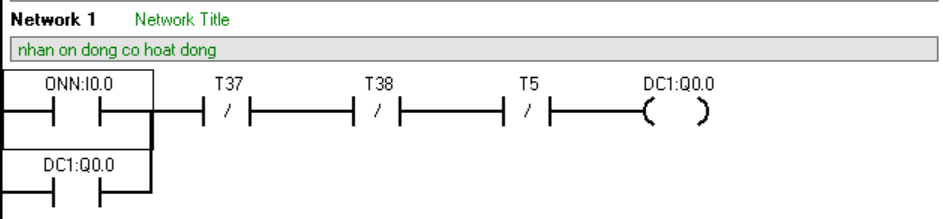 Network 1 Network Title
nhan on dong co hoat dong
ONN:I0.0 T37 T38 T5 DC1:Q0.0
/ / /
DC1:Q0.0